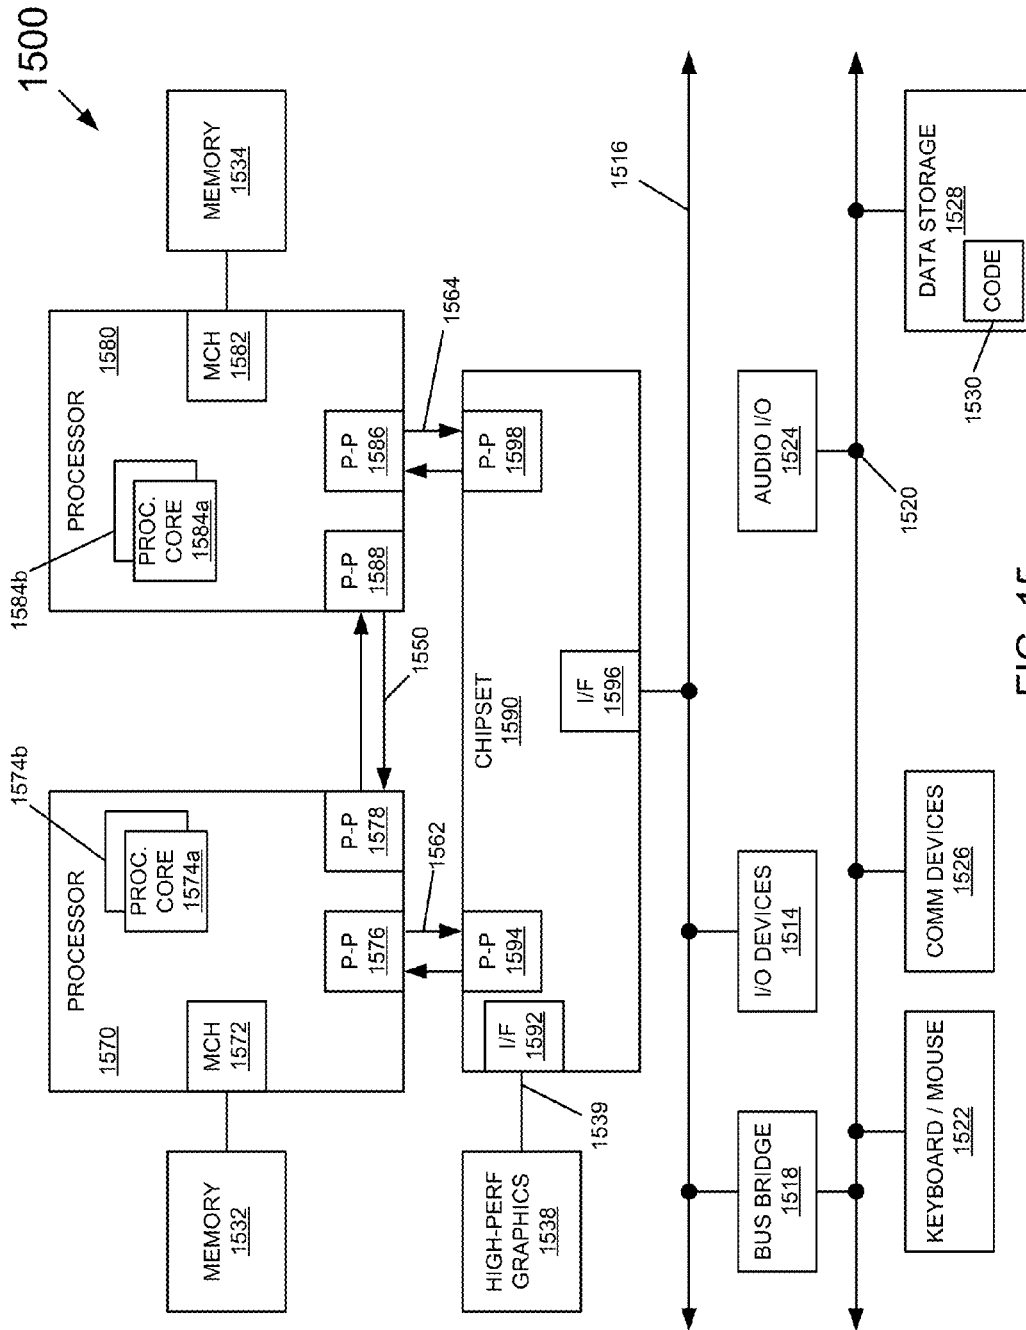 1500
1574b
1584b
PROCESSOR
1570
PROC.
CORE
1574a
MCH
1572
P-P
1576
P-P
1578
PROCESSOR
1580
PROC.
CORE
1584a
MCH
1582
P-P
1588
P-P
1586
MEMORY
1532
MEMORY
1534
1550
1562
1564
HIGH-PERF
GRAPHICS
1538
1539
I/F
1592
P-P
1594
CHIPSET
1590
P-P
1598
I/F
1596
1516
BUS BRIDGE
1518
I/O DEVICES
1514
AUDIO I/O
1524
1520
KEYBOARD / MOUSE
1522
COMM DEVICES
1526
DATA STORAGE
1528
CODE
1530
FIG. 15